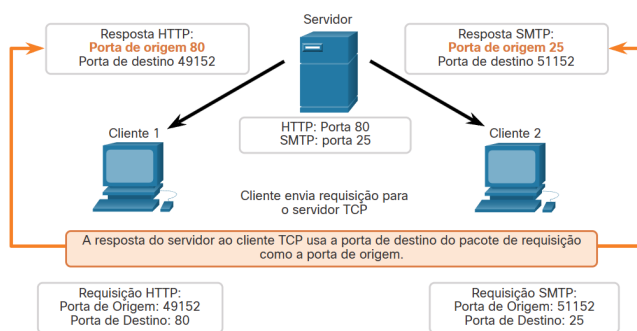 Servidor
Resposta HTTP:
Porta de origem 80
Porta de destino 49152
Resposta SMTP:
Porta de origem 25
Porta de destino 51152
HTTP: Porta 80
SMTP: porta 25
Cliente 1
Cliente 2
Cliente envia requisição para
o servidor TCP
A resposta do servidor ao cliente TCP usa a porta de destino do pacote de requisição
como a porta de origem.
Requisição HTTP:
Porta de Origem: 49152
Porta de Destino: 80
Requisição SMTP:
Porta de Origem: 51152
Porta de Destino: 25